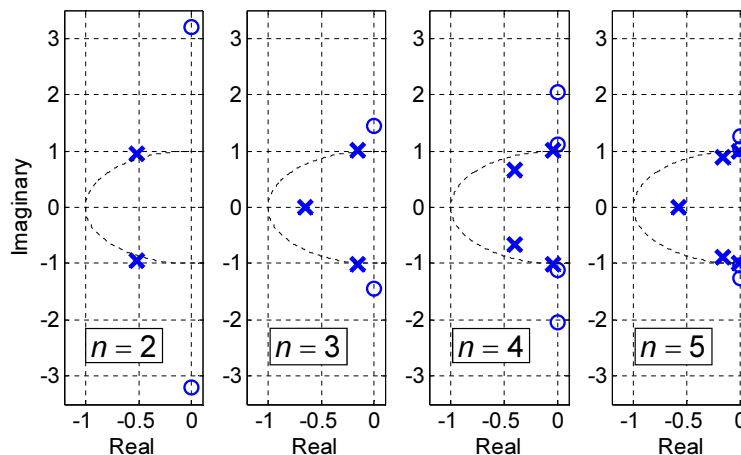 3 3 3 3
2 2 2 2
1 1 1 1
Imaginary
0 0 0 0
-1 -1 -1 -1
-2 -2 -2 -2
n = 2 n = 3 n = 4 n = 5
-3 -3 -3 -3
-1 -0.5 0 -1 -0.5 0 -1 -0.5 0 -1 -0.5 0
Real Real Real Real